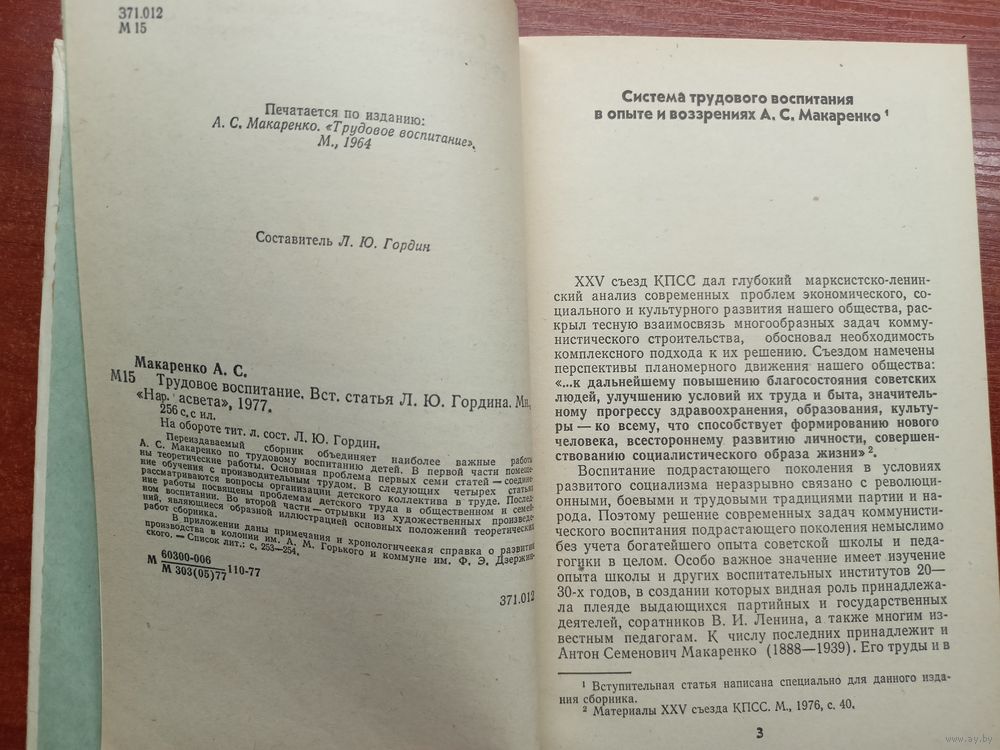 371.012
М 15
Печатается по изданию:
А. С. Макаренко. «Трудовое воспитание».
М., 1964
Составитель Л. Ю. Гордин
Макаренко А. С.
М15 Трудовое воспитание. Вст. статья Л. Ю. Гордина. Мн.,
«Нар. асвета», 1977.
256 с. с ил.
На обороте тит. л. сост. Л. Ю. Гордин.
Переиздаваемый сборник объединяет наиболее важные работы
А. С. Макаренко по трудовому воспитанию детей. В первой части помеще-
ны теоретические работы. Основная проблема первых семи статей — соедине-
ние обучения с производительным трудом. В следующих четырех статьях
рассматриваются вопросы организации детского коллектива в труде. Послед-
ние работы посвящены проблемам детского труда в общественном и семей-
ном воспитании. Во второй части — отрывки из художественных произведе-
ний, являющиеся образной иллюстрацией основных положений теоретических
работ сборника.
В приложении даны примечания и хронологическая справка о развитии
производства в колонии им. А. М. Горького и коммуне им. Ф. Э. Дзержин-
ского. — Список лит.: с. 253—254.
М 60300-006
М 303(05)77 110-77
371.012
Система трудового воспитания
в опыте и воззрениях А. С. Макаренко ¹
XXV съезд КПСС дал глубокий марксистско-ленин-
ский анализ современных проблем экономического, со-
циального и культурного развития нашего общества, рас-
крыл тесную взаимосвязь многообразных задач комму-
нистического строительства, обосновал необходимость
комплексного подхода к их решению. Съездом намечены
перспективы планомерного движения нашего общества:
«...к дальнейшему повышению благосостояния советских
людей, улучшению условий их труда и быта, значитель-
ному прогрессу здравоохранения, образования, культу-
ры — ко всему, что способствует формированию нового
человека, всестороннему развитию личности, совершен-
ствованию социалистического образа жизни»².
Воспитание подрастающего поколения в условиях
развитого социализма неразрывно связано с революци-
онными, боевыми и трудовыми традициями партии и на-
рода. Поэтому решение современных задач коммунисти-
ческого воспитания подрастающего поколения немыслимо
без учета богатейшего опыта советской школы и педа-
гогики в целом. Особо важное значение имеет изучение
опыта школы и других воспитательных институтов 20—
30-х годов, в создании которых видная роль принадлежа-
ла плеяде выдающихся партийных и государственных
деятелей, соратников В. И. Ленина, а также многим из-
вестным педагогам. К числу последних принадлежит и
Антон Семенович Макаренко (1888—1939). Его труды и в
¹ Вступительная статья написана специально для данного изда-
ния сборника.
² Материалы XXV съезда КПСС. М., 1976, с. 40.
3
www.ay.by